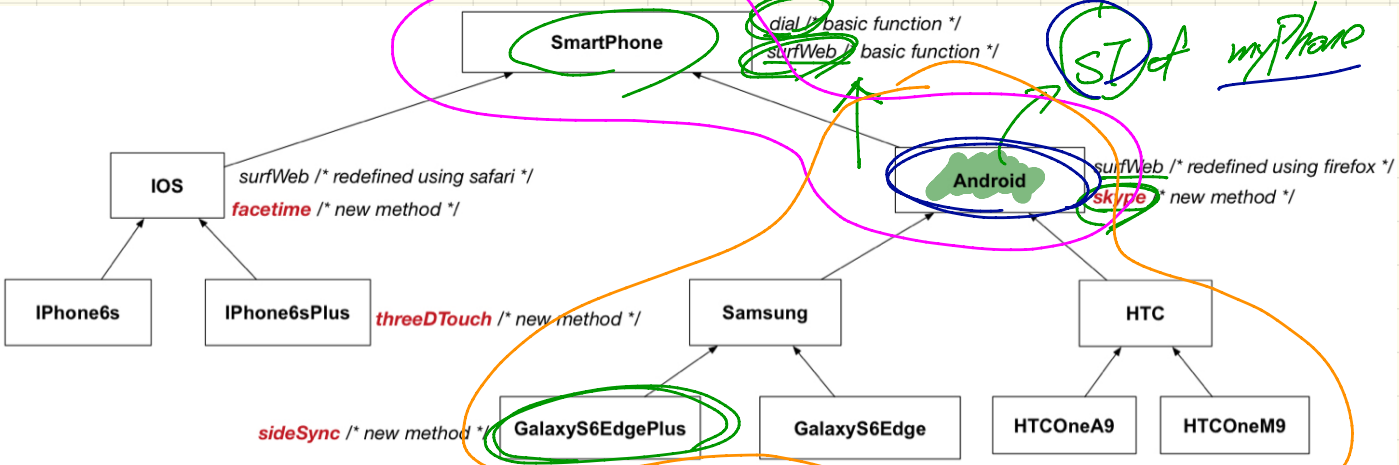 SmartPhone
dial /* basic function */
surfWeb /* basic function */
ST of myPhone
IOS
surfWeb /* redefined using safari */
facetime /* new method */
Android
surfWeb /* redefined using firefox */
skype /* new method */
IPhone6s
IPhone6sPlus
threeDTouch /* new method */
Samsung
HTC
sideSync /* new method */
GalaxyS6EdgePlus
GalaxyS6Edge
HTCOneA9
HTCOneM9